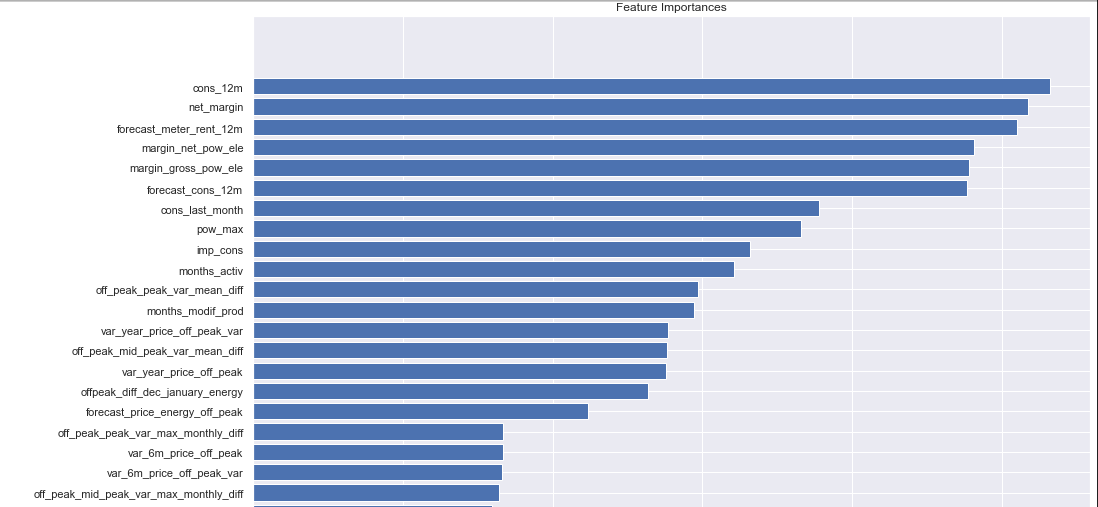 Feature Importances
cons_12m
net_margin
forecast_meter_rent_12m
margin_net_pow_ele
margin_gross_pow_ele
forecast_cons_12m
cons_last_month
pow_max
imp_cons
months_activ
off_peak_peak_var_mean_diff
months_modif_prod
var_year_price_off_peak_var
off_peak_mid_peak_var_mean_diff
var_year_price_off_peak
offpeak_diff_dec_january_energy
forecast_price_energy_off_peak
off_peak_peak_var_max_monthly_diff
var_6m_price_off_peak
var_6m_price_off_peak_var
off_peak_mid_peak_var_max_monthly_diff